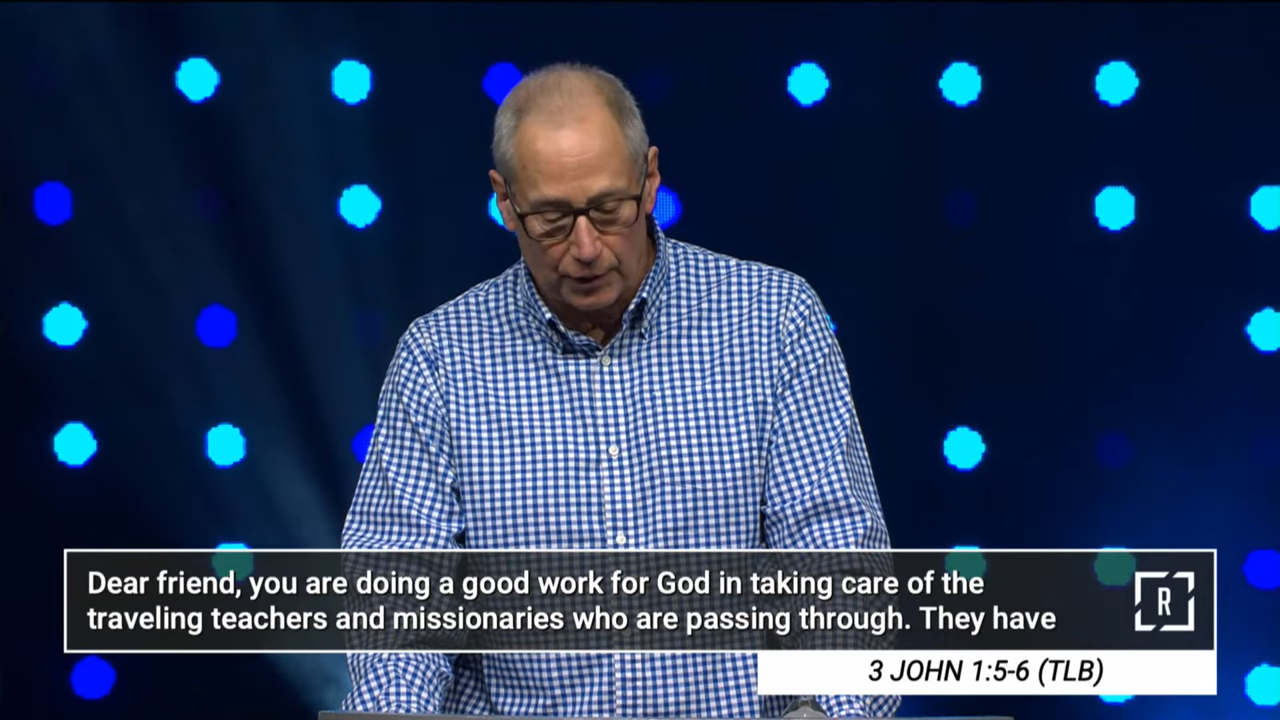 Dear friend, you are doing a good work for God in taking care of the
traveling teachers and missionaries who are passing through. They have
R
3 JOHN 1:5-6 (TLB)